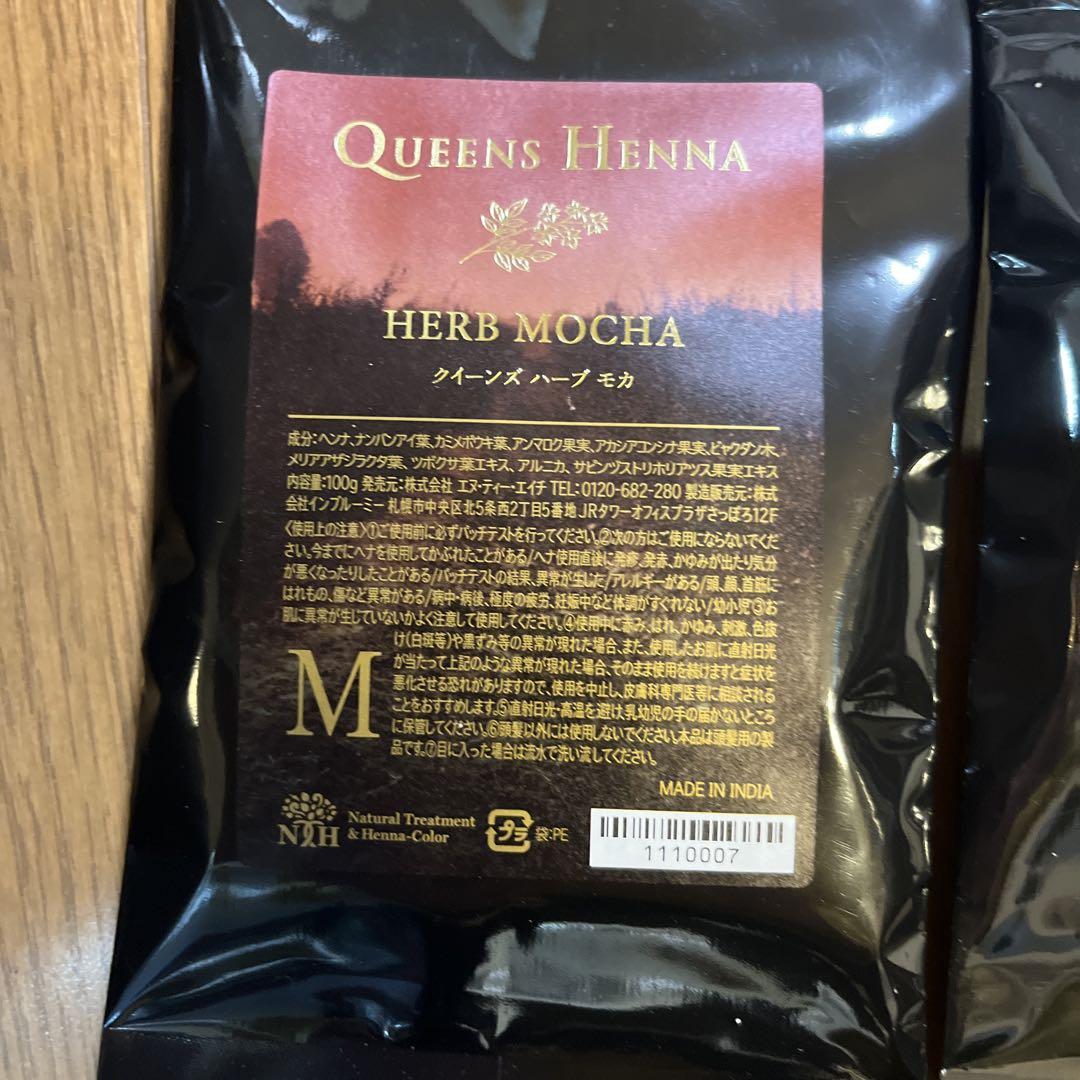 QUEENS HENNA
HERB MOCHA
クイーンズ ハーブ モカ
成分:ヘンナ、ナンバンアイ葉、カミメボウキ葉、アンマロク果実、アカシアコンシナ果実、ビャクダン木、
メリアアザジラクタ葉、ツボクサ葉エキス、アルニカ、サピンヅストリホリアツス果実エキス
内容量:100g 発売元:株式会社 エヌ・ティー・エイチ TEL:0120-682-280 製造販売元:株式
会社インブルーミー 札幌市中央区北5条西2丁目5番地 JRタワーオフィスプラザさっぽろ12F
〈使用上の注意〉①ご使用前に必ずパッチテストを行ってください。②次の方はご使用にならないでくだ
さい。今までにヘナを使用してかぶれたことがある/ヘナ使用直後に発疹、発赤、かゆみが出たり気分
が悪くなったりしたことがある/パッチテストの結果、異常が生じた/アレルギーがある/頭、顔、首筋に
はれもの、傷など異常がある/病中・病後、極度の疲労、妊娠中など体調がすぐれない/幼小児③お
肌に異常が生じていないかよく注意して使用してください。④使用中に赤み、はれ、かゆみ、刺激、色抜
け(白斑等)や黒ずみ等の異常が現れた場合、また、使用したお肌に直射日光
が当たって上記のような異常が現れた場合、そのまま使用を続けますと症状を
悪化させる恐れがありますので、使用を中止し、皮膚科専門医等に相談される
ことをおすすめします。⑤直射日光・高温を避け、乳幼児の手の届かないところ
に保管してください。⑥頭髪以外には使用しないでください。本品は頭髪用の製
品です。⑦目に入った場合は流水で洗い流してください。
M
MADE IN INDIA
NTH
Natural Treatment
& Henna-Color
プラ
袋:PE
1110007